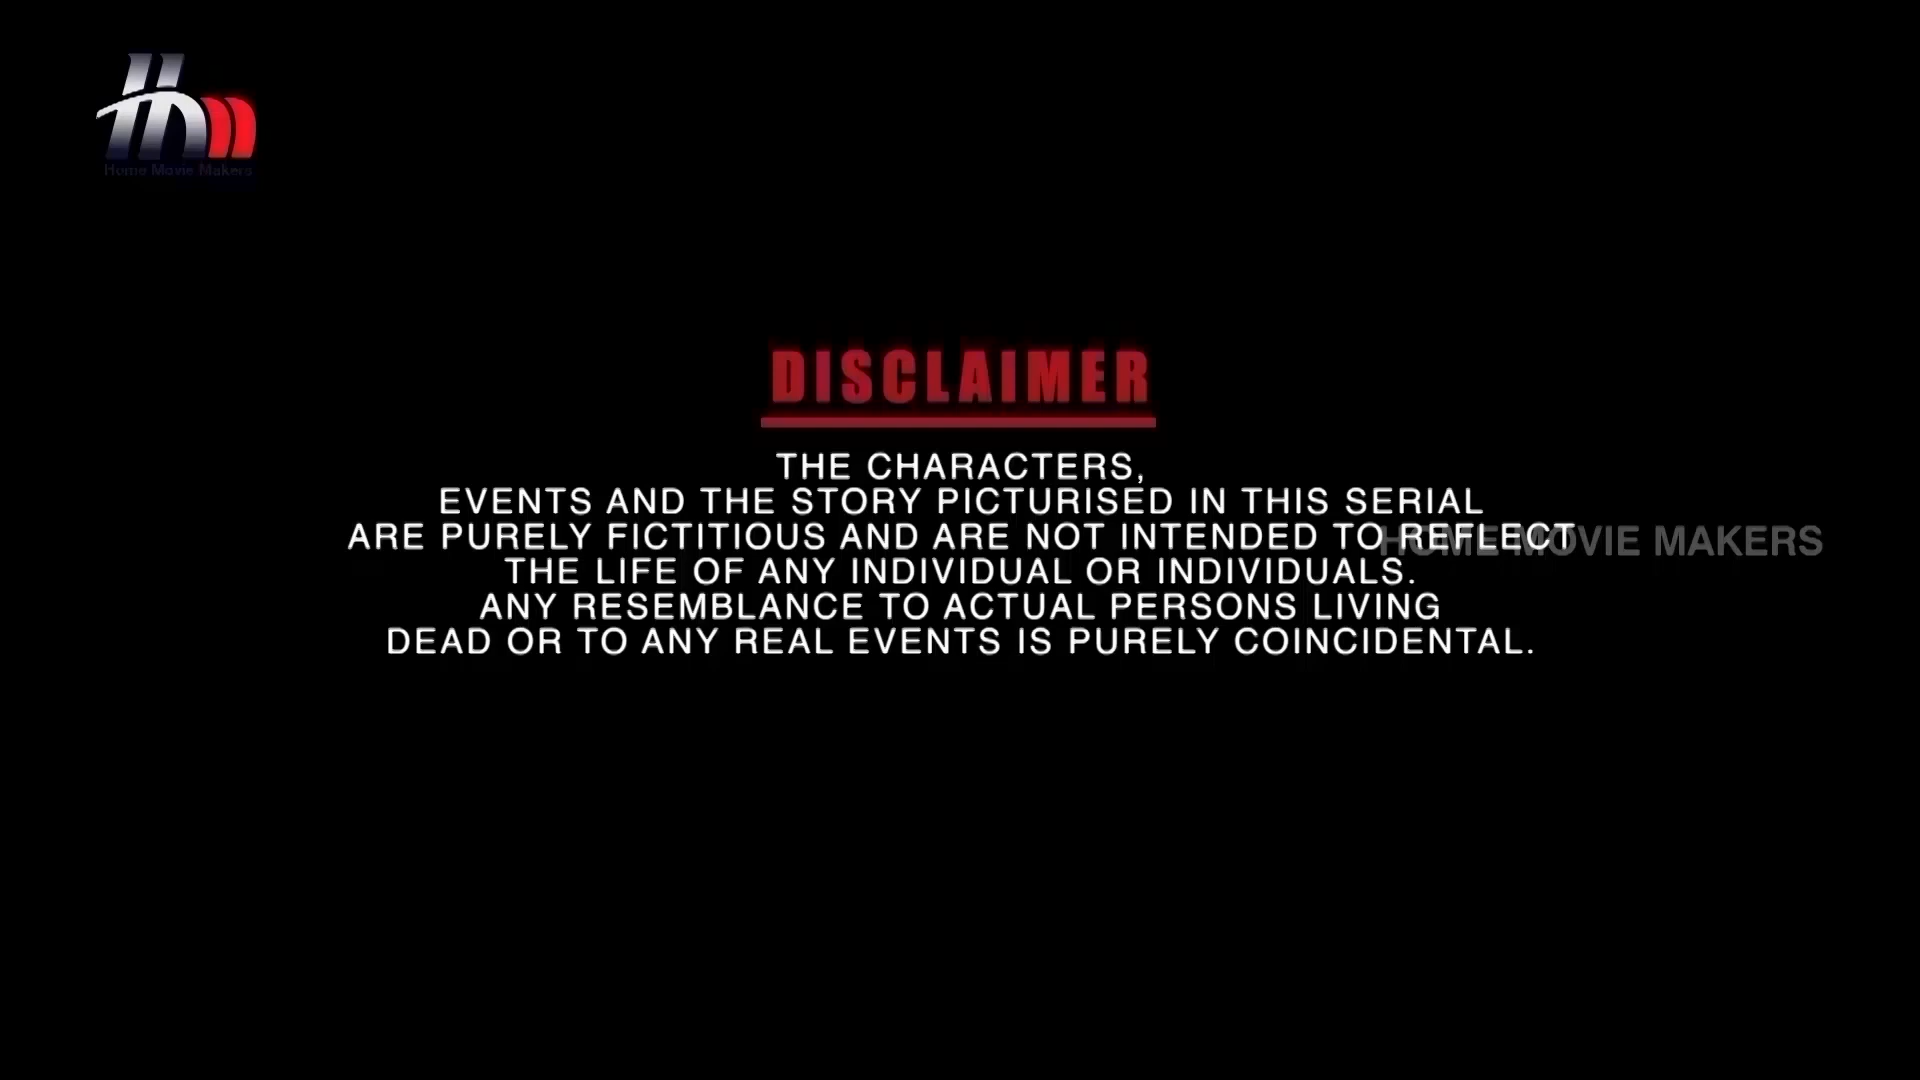 Home Movie Makers
DISCLAIMER
THE CHARACTERS,
EVENTS AND THE STORY PICTURISED IN THIS SERIAL
ARE PURELY FICTITIOUS AND ARE NOT INTENDED TO REFLECT
HOME MOVIE MAKERS
THE LIFE OF ANY INDIVIDUAL OR INDIVIDUALS.
ANY RESEMBLANCE TO ACTUAL PERSONS LIVING
DEAD OR TO ANY REAL EVENTS IS PURELY COINCIDENTAL.